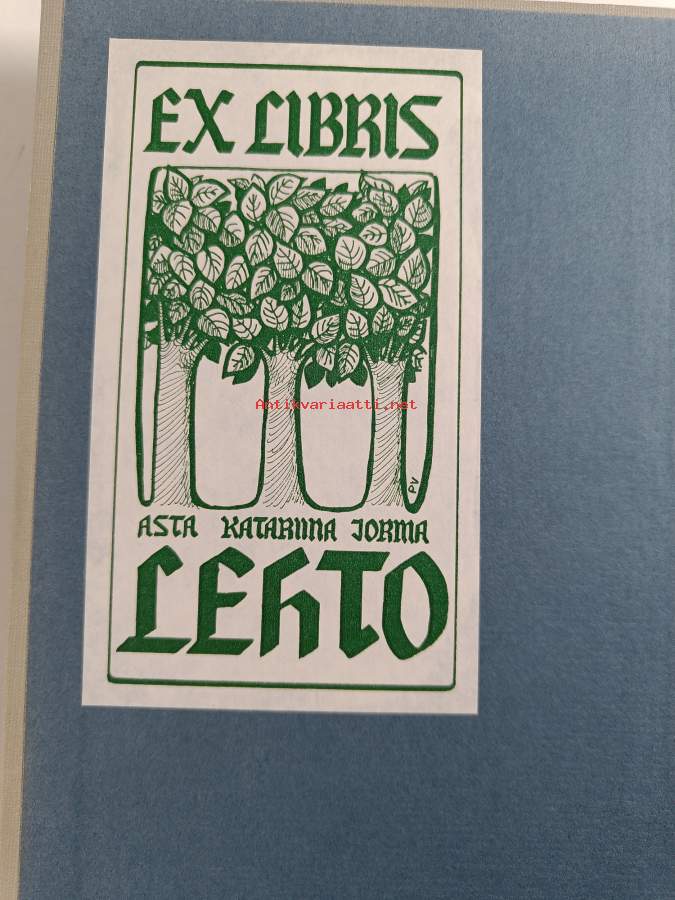 EX LIBRIS
Antikvariaatti.net
PV
ASTA KATARIINA JORMA
LEhTO